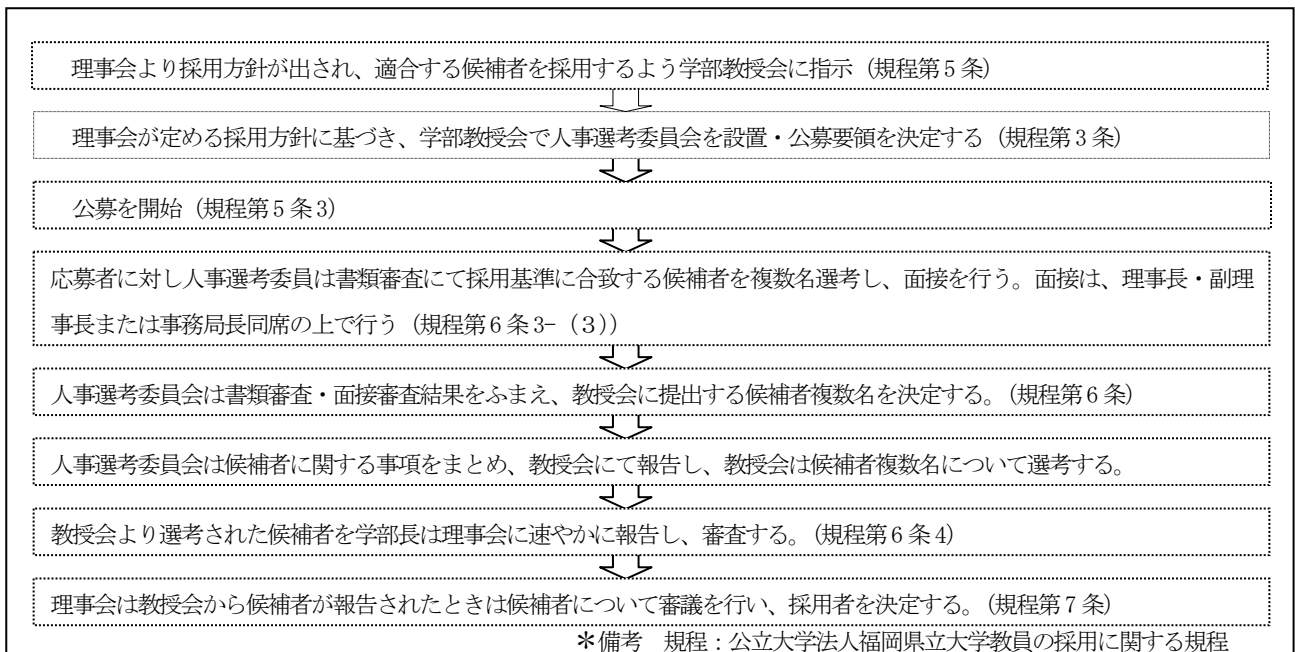 理事会より採用方針が出され、適合する候補者を採用するよう学部教授会に指示（規程第5条）
理事会が定める採用方針に基づき、学部教授会で人事選考委員会を設置・公募要領を決定する（規程第3条）
公募を開始（規程第5条3）
応募者に対し人事選考委員は書類審査にて採用基準に合致する候補者を複数名選考し、面接を行う。面接は、理事長・副理
事長または事務局長同席の上で行う（規程第6条3-（3））
人事選考委員会は書類審査・面接審査結果をふまえ、教授会に提出する候補者複数名を決定する。（規程第6条）
人事選考委員会は候補者に関する事項をまとめ、教授会にて報告し、教授会は候補者複数名について選考する。
教授会より選考された候補者を学部長は理事会に速やかに報告し、審査する。（規程第6条4）
理事会は教授会から候補者が報告されたときは候補者について審議を行い、採用者を決定する。（規程第7条）
＊備考　規程：公立大学法人福岡県立大学教員の採用に関する規程